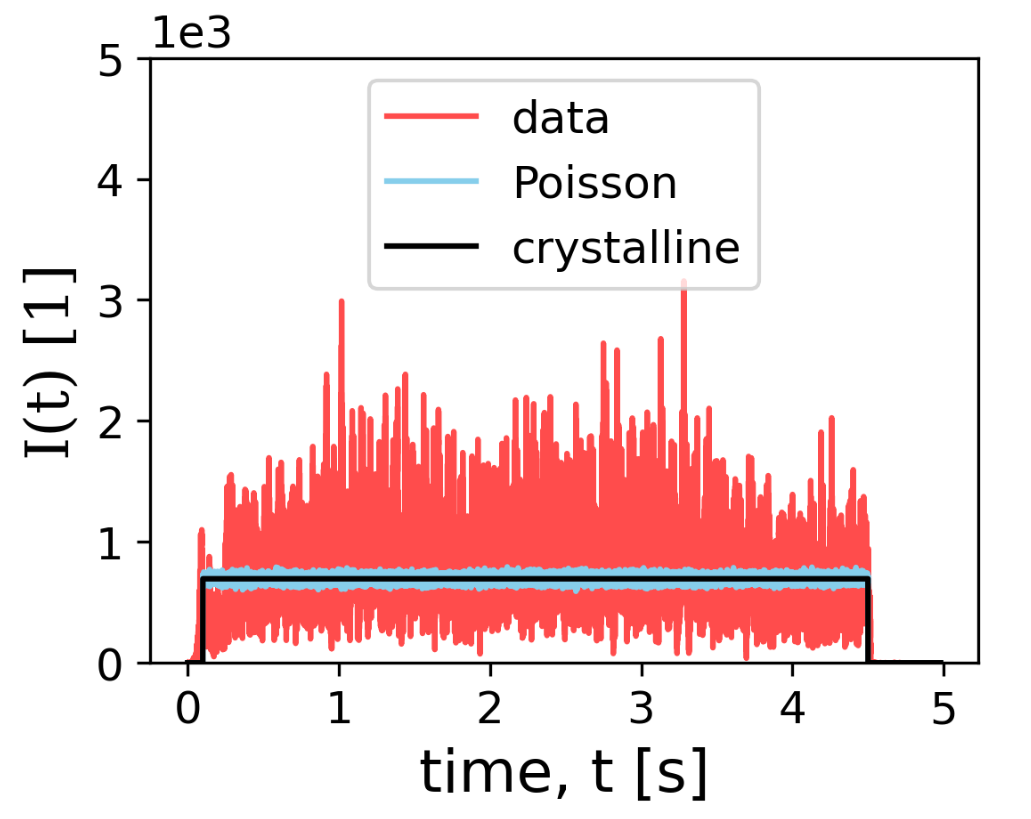 1e3
5
4
3
2
1
0
I(t) [1]
data
Poisson
crystalline
0 1 2 3 4 5
time, t [s]